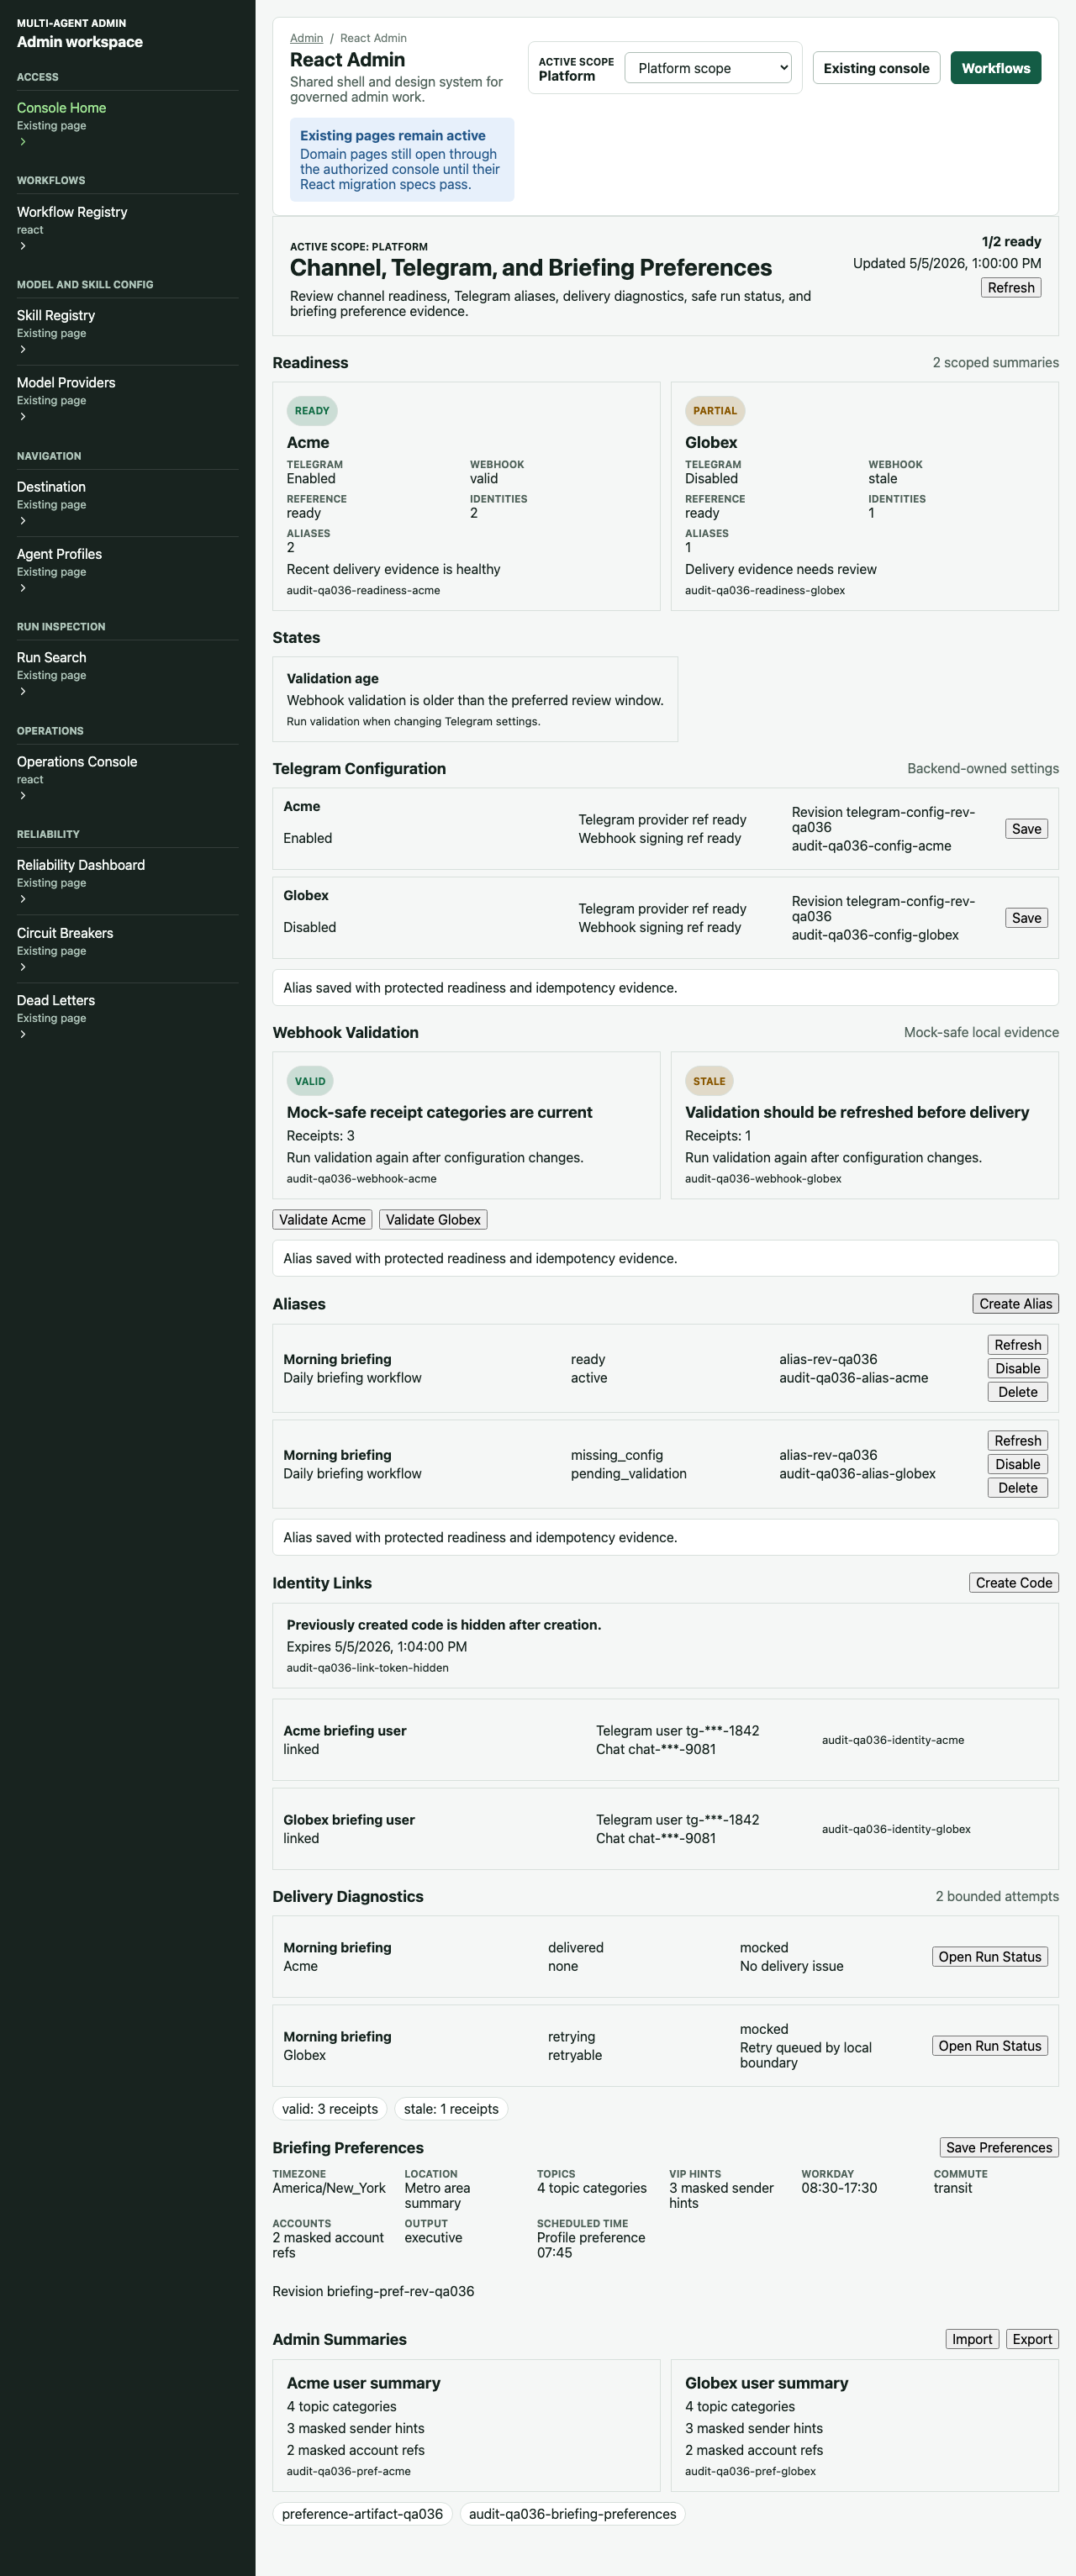 MULTI-AGENT ADMIN
Admin workspace
ACCESS
Console Home
Existing page
WORKFLOWS
Workflow Registry
react
MODEL AND SKILL CONFIG
Skill Registry
Existing page
Model Providers
Existing page
NAVIGATION
Destination
Existing page
Agent Profiles
Existing page
RUN INSPECTION
Run Search
Existing page
OPERATIONS
Operations Console
react
RELIABILITY
Reliability Dashboard
Existing page
Circuit Breakers
Existing page
Dead Letters
Existing page
Admin / React Admin
React Admin
Shared shell and design system for
governed admin work.
ACTIVE SCOPE
Platform
Platform scope
Existing console
Workflows
Existing pages remain active
Domain pages still open through
the authorized console until their
React migration specs pass.
ACTIVE SCOPE: PLATFORM
Channel, Telegram, and Briefing Preferences
Review channel readiness, Telegram aliases, delivery diagnostics, safe run status, and
briefing preference evidence.
1/2 ready
Updated 5/5/2026, 1:00:00 PM
Refresh
Readiness
2 scoped summaries
READY
Acme
TELEGRAM
Enabled
WEBHOOK
valid
REFERENCE
ready
IDENTITIES
2
ALIASES
2
Recent delivery evidence is healthy
audit-qa036-readiness-acme
PARTIAL
Globex
TELEGRAM
Disabled
WEBHOOK
stale
REFERENCE
ready
IDENTITIES
1
ALIASES
1
Delivery evidence needs review
audit-qa036-readiness-globex
States
Validation age
Webhook validation is older than the preferred review window.
Run validation when changing Telegram settings.
Telegram Configuration
Backend-owned settings
Acme
Enabled
Telegram provider ref ready
Webhook signing ref ready
Revision telegram-config-rev-
qa036
audit-qa036-config-acme
Save
Globex
Disabled
Telegram provider ref ready
Webhook signing ref ready
Revision telegram-config-rev-
qa036
audit-qa036-config-globex
Save
Alias saved with protected readiness and idempotency evidence.
Webhook Validation
Mock-safe local evidence
VALID
Mock-safe receipt categories are current
Receipts: 3
Run validation again after configuration changes.
audit-qa036-webhook-acme
STALE
Validation should be refreshed before delivery
Receipts: 1
Run validation again after configuration changes.
audit-qa036-webhook-globex
Validate Acme
Validate Globex
Alias saved with protected readiness and idempotency evidence.
Aliases
Create Alias
Morning briefing
Daily briefing workflow
ready
active
alias-rev-qa036
audit-qa036-alias-acme
Refresh
Disable
Delete
Morning briefing
Daily briefing workflow
missing_config
pending_validation
alias-rev-qa036
audit-qa036-alias-globex
Refresh
Disable
Delete
Alias saved with protected readiness and idempotency evidence.
Identity Links
Create Code
Previously created code is hidden after creation.
Expires 5/5/2026, 1:04:00 PM
audit-qa036-link-token-hidden
Acme briefing user
linked
Telegram user tg-***-1842
Chat chat-***-9081
audit-qa036-identity-acme
Globex briefing user
linked
Telegram user tg-***-1842
Chat chat-***-9081
audit-qa036-identity-globex
Delivery Diagnostics
2 bounded attempts
Morning briefing
Acme
delivered
none
mocked
No delivery issue
Open Run Status
Morning briefing
Globex
retrying
retryable
mocked
Retry queued by local
boundary
Open Run Status
valid: 3 receipts
stale: 1 receipts
Briefing Preferences
Save Preferences
TIMEZONE
America/New_York
LOCATION
Metro area
summary
TOPICS
4 topic categories
VIP HINTS
3 masked sender
hints
WORKDAY
08:30-17:30
COMMUTE
transit
ACCOUNTS
2 masked account
refs
OUTPUT
executive
SCHEDULED TIME
Profile preference
07:45
Revision briefing-pref-rev-qa036
Admin Summaries
Import
Export
Acme user summary
4 topic categories
3 masked sender hints
2 masked account refs
audit-qa036-pref-acme
Globex user summary
4 topic categories
3 masked sender hints
2 masked account refs
audit-qa036-pref-globex
preference-artifact-qa036
audit-qa036-briefing-preferences